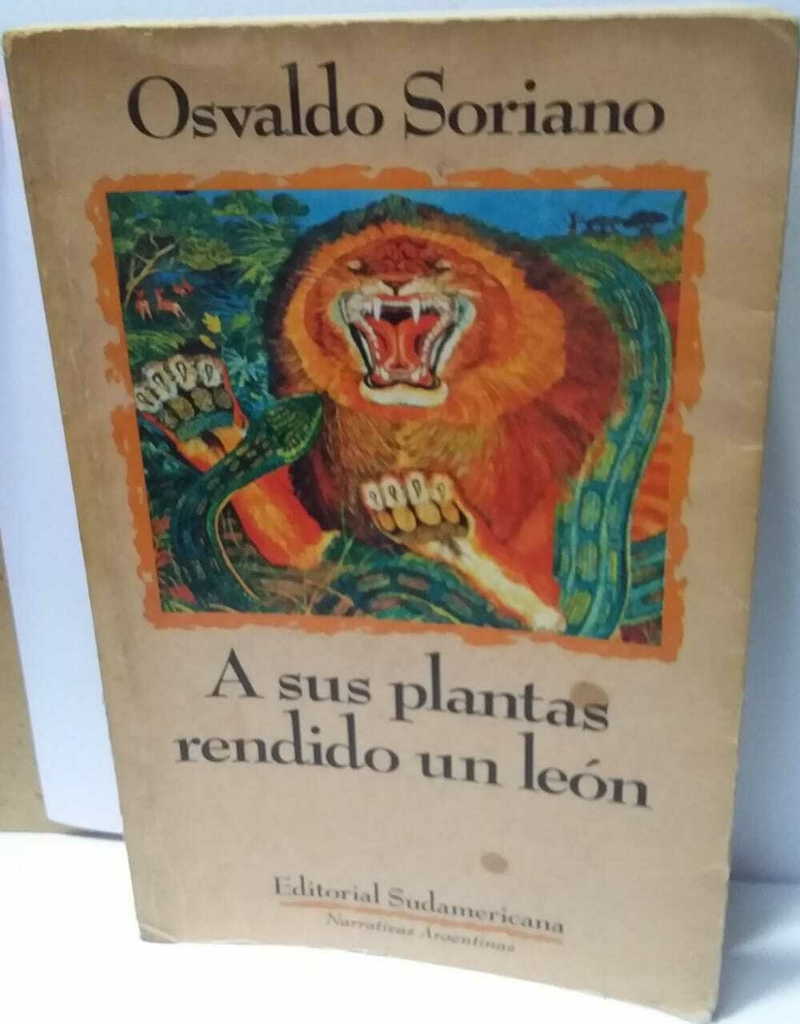 Osvaldo Soriano
A sus plantas
rendido un león
Editorial Sudamericana
Narrativas Argentinas